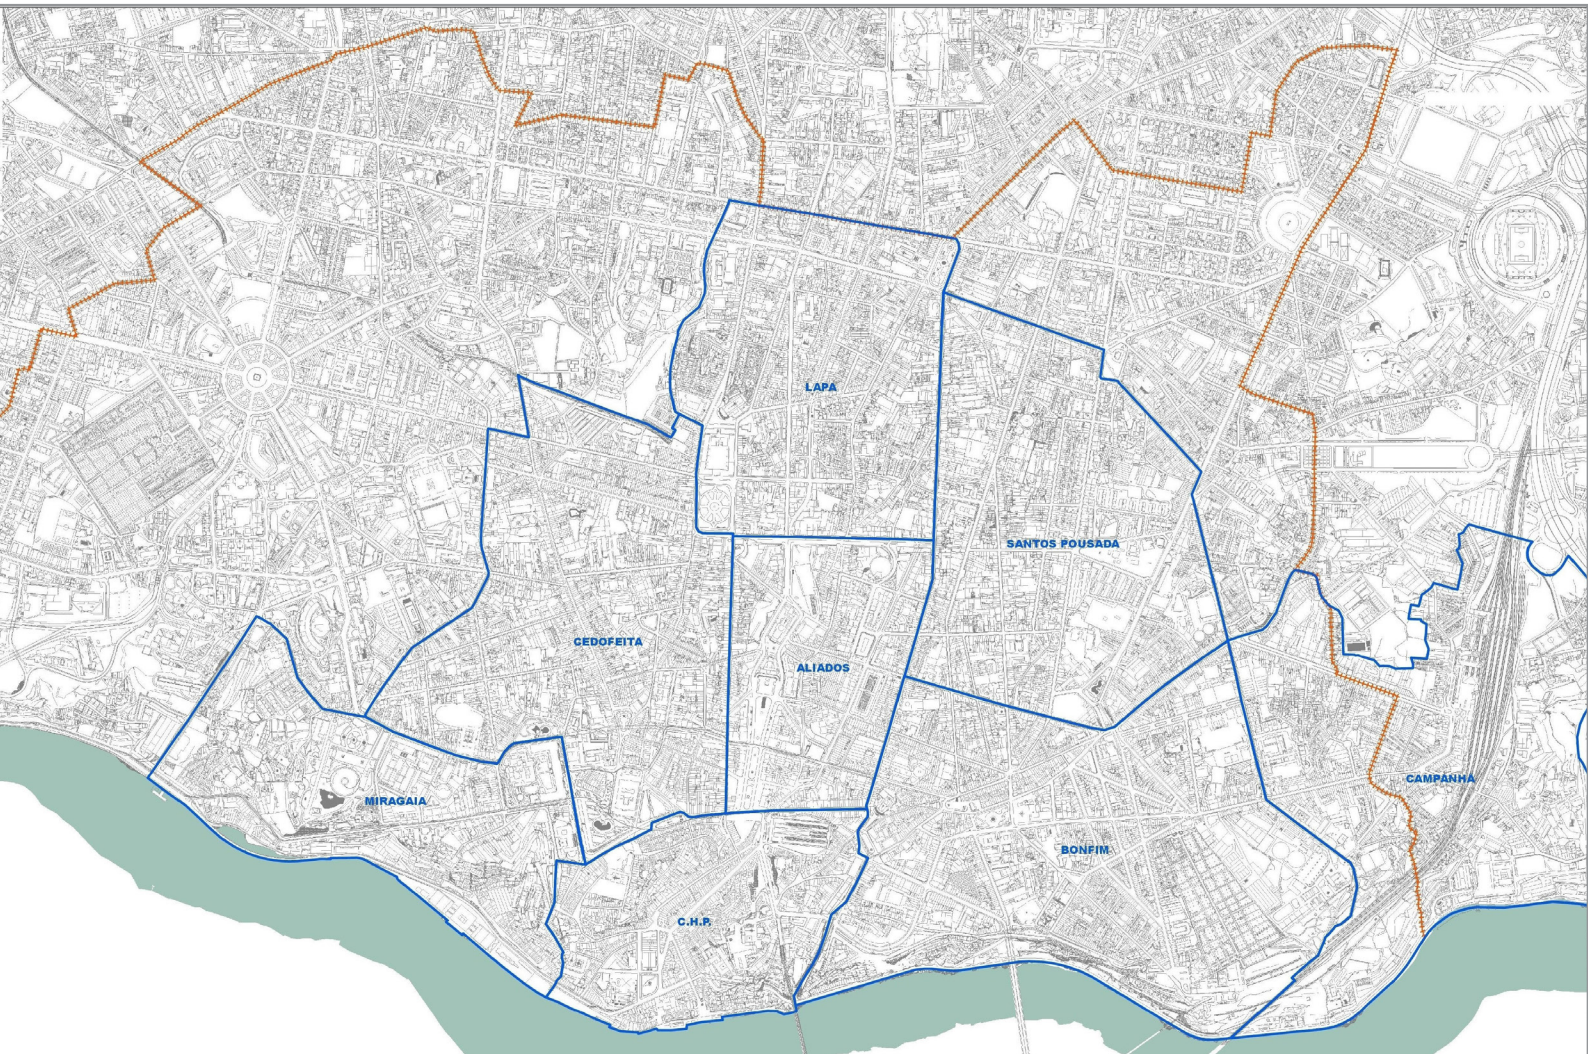 LAPA
SANTOS POUSADA
CEDOFEITA
ALIADOS
CAMPANHÃ
MIRAGAIA
BONFIM
C.H.P.